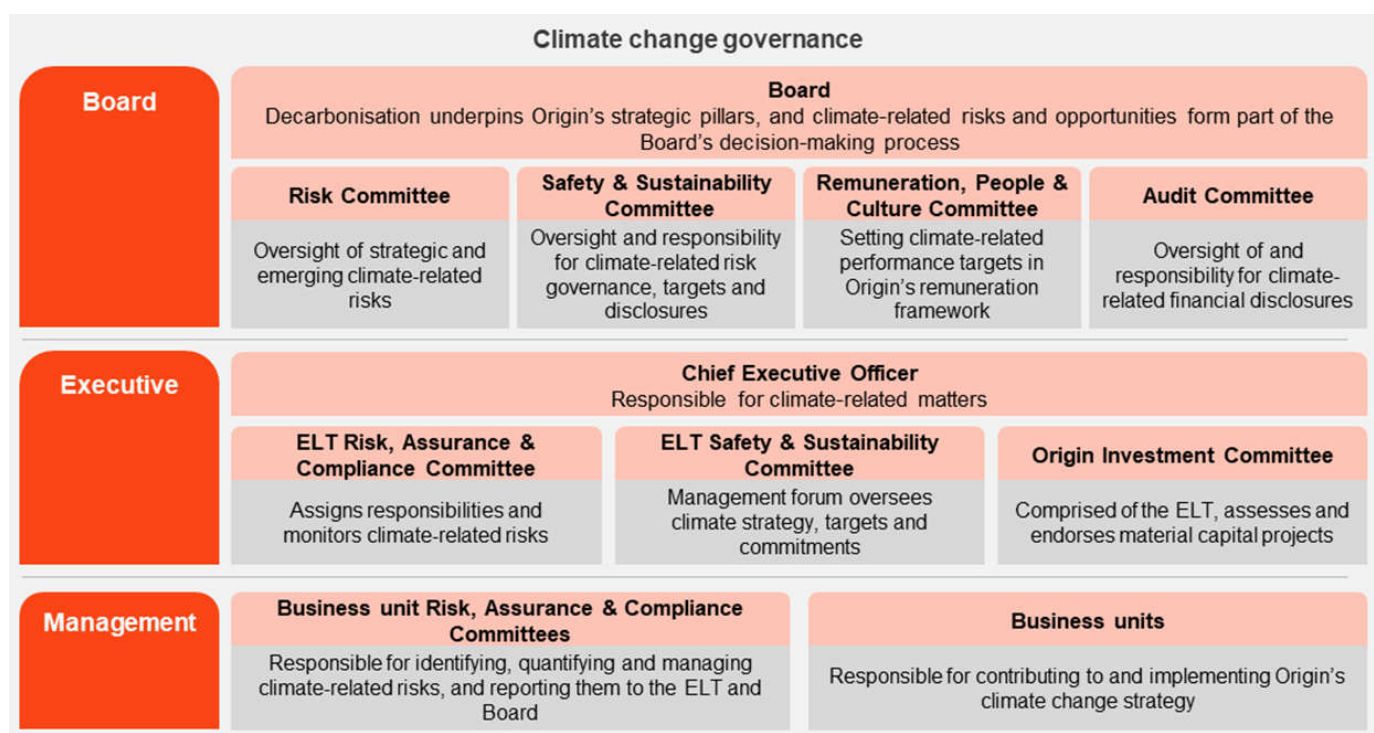 Climate change governance
Board
Board
Decarbonisation underpins Origin's strategic pillars, and climate-related risks and opportunities form part of the
Board's decision-making process
Risk Committee
Oversight of strategic and
emerging climate-related
risks
Safety & Sustainability
Committee
Oversight and responsibility
for climate-related risk
governance, targets and
disclosures
Remuneration, People &
Culture Committee
Setting climate-related
performance targets in
Origin's remuneration
framework
Audit Committee
Oversight of and
responsibility for climate-
related financial disclosures
Executive
Chief Executive Officer
Responsible for climate-related matters
ELT Risk, Assurance &
Compliance Committee
Assigns responsibilities and
monitors climate-related risks
ELT Safety & Sustainability
Committee
Management forum oversees
climate strategy, targets and
commitments
Origin Investment Committee
Comprised of the ELT, assesses and
endorses material capital projects
Management
Business unit Risk, Assurance & Compliance
Committees
Responsible for identifying, quantifying and managing
climate-related risks, and reporting them to the ELT and
Board
Business units
Responsible for contributing to and implementing Origin's
climate change strategy